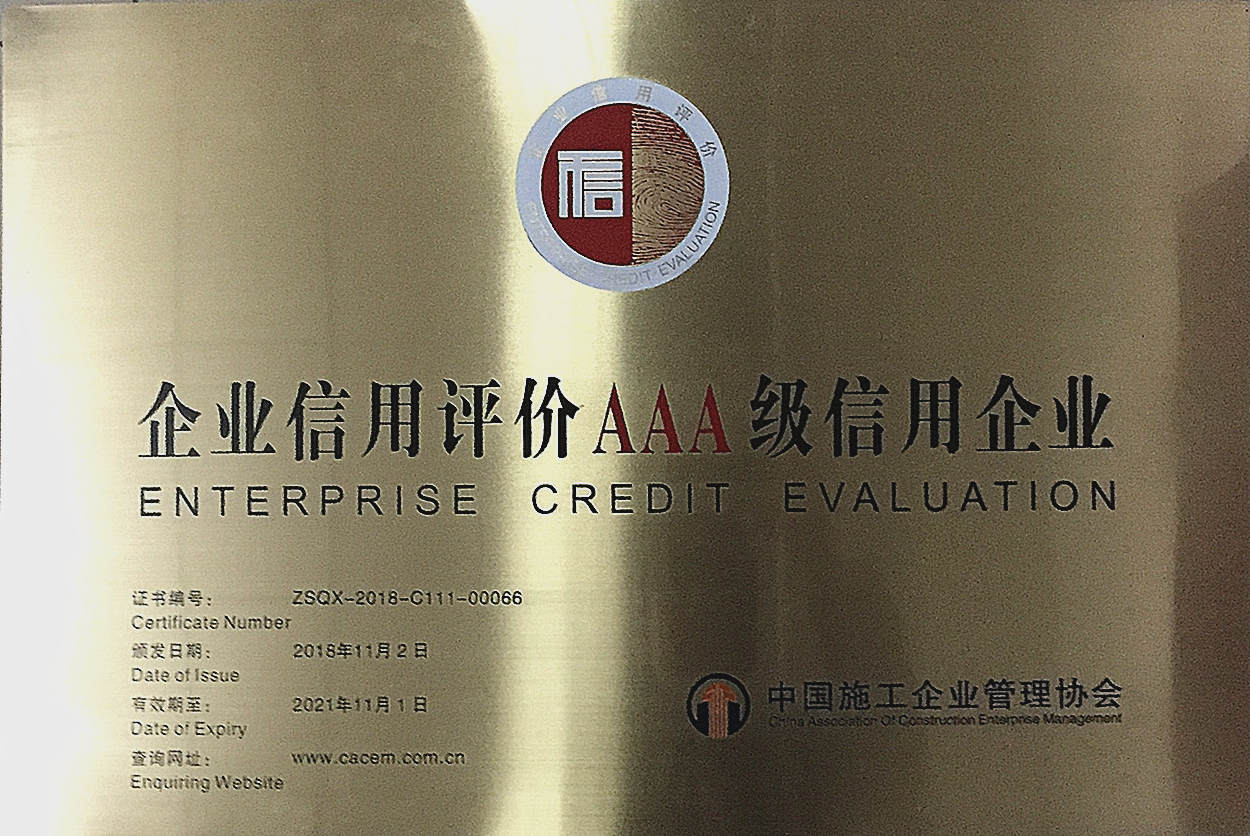 企业信用评价
信
CREDIT EVALUATION
企业信用评价AAA级信用企业
ENTERPRISE CREDIT EVALUATION
证书编号: ZSQX-2018-C111-00066
Certificate Number
颁发日期: 2018年11月2日
Date of Issue
有效期至: 2021年11月1日
Date of Expiry
查询网址: www.cacem.com.cn
Enquiring Website
中国施工企业管理协会
China Association Of Construction Enterprise Management